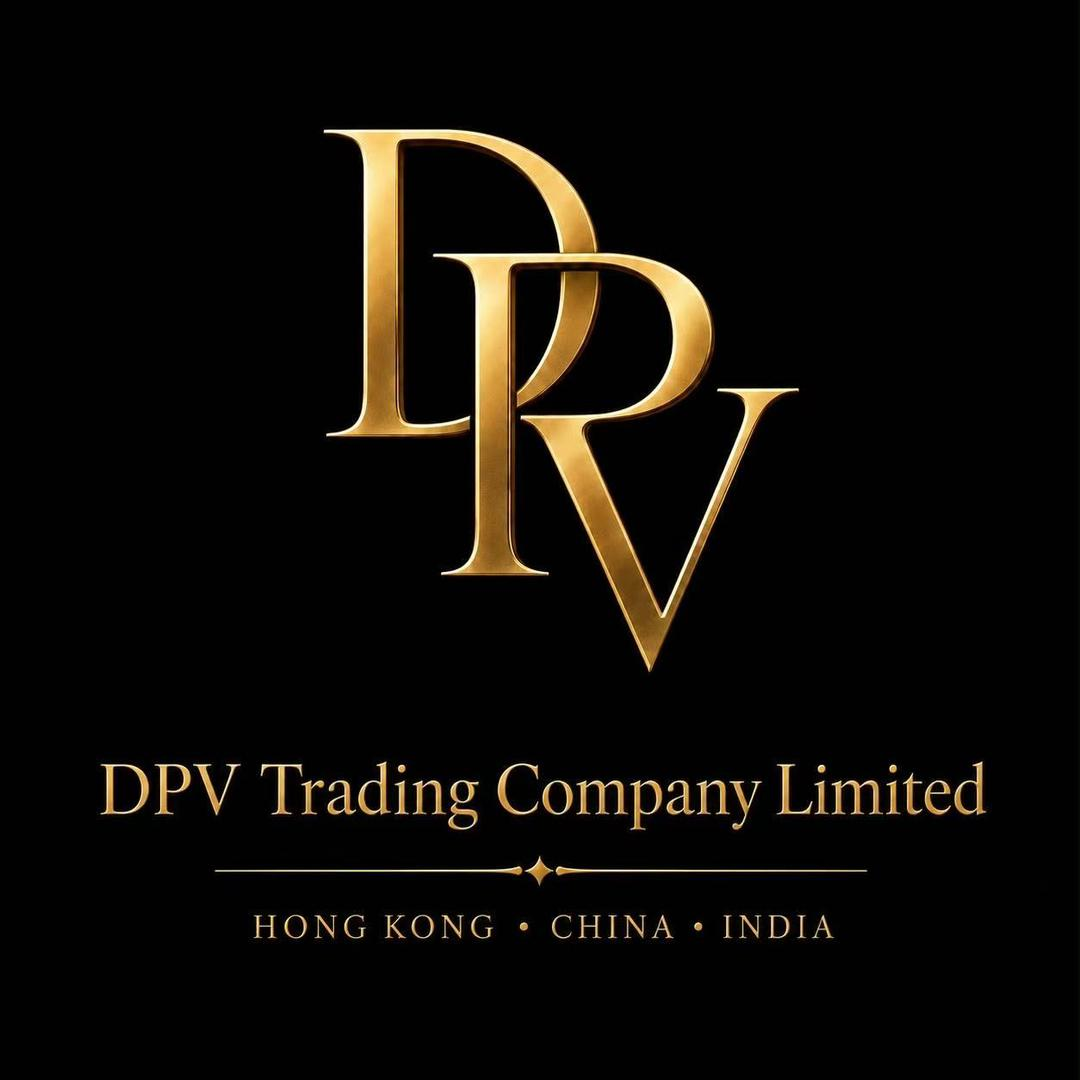 DPV
DPV Trading Company Limited
HONG KONG • CHINA • INDIA